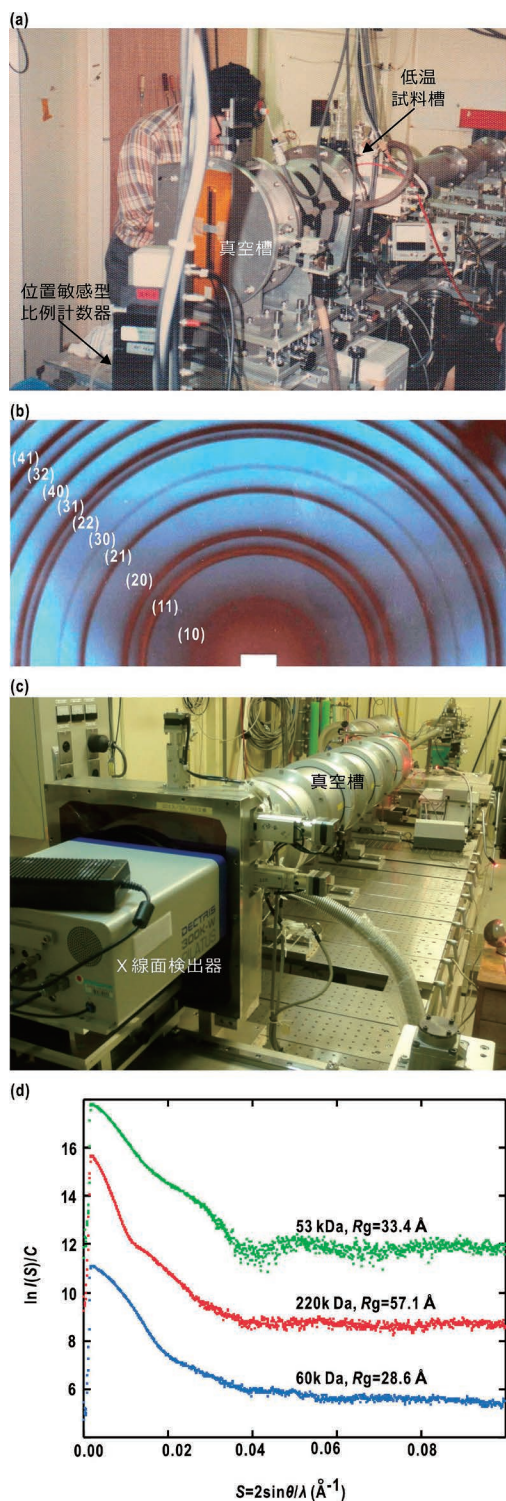 (a)
低温
試料槽
真空槽
位置敏感型
比例計数器
(b)
(41)
(32)
(40)
(31)
(22)
(30)
(21)
(20)
(11)
(10)
(c)
真空槽
DECTRIS
300K-W
X線面検出器
(d)
16
14
12
10
8
6
ln I(S)/C
53 kDa, Rg=33.4 Å
220k Da, Rg=57.1 Å
60k Da, Rg=28.6 Å
0.00
0.02
0.04
0.06
0.08
S=2sinθ/λ (Å⁻¹)